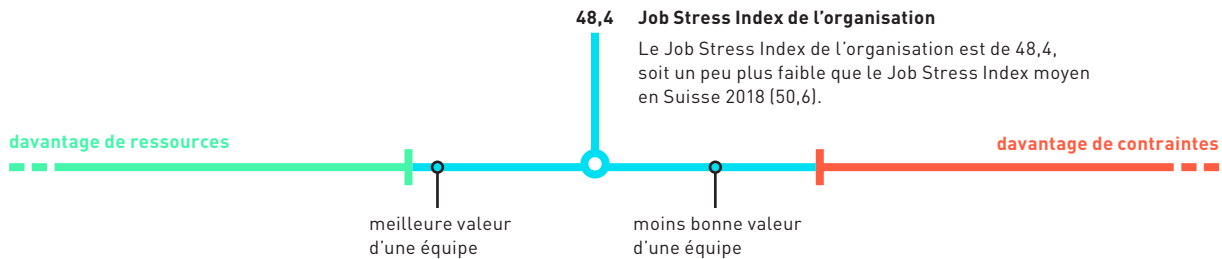 48,4 Job Stress Index de l’organisation
Le Job Stress Index de l’organisation est de 48,4,
soit un peu plus faible que le Job Stress Index moyen
en Suisse 2018 (50,6).
davantage de ressources
davantage de contraintes
meilleure valeur
d’une équipe
moins bonne valeur
d’une équipe